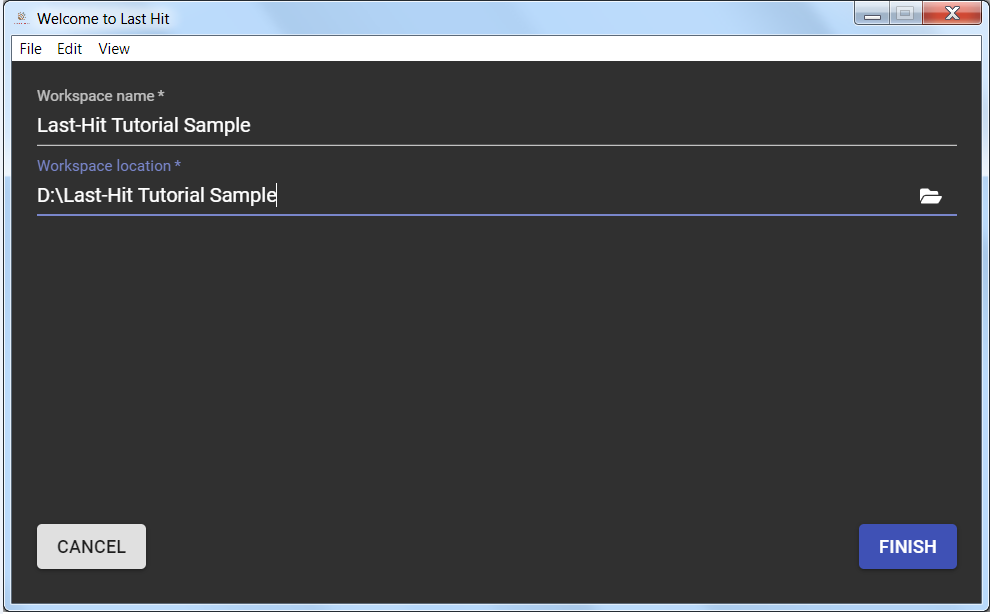 Welcome to Last Hit
File Edit View
Workspace name *
Last-Hit Tutorial Sample
Workspace location *
D:\Last-Hit Tutorial Sample
CANCEL FINISH